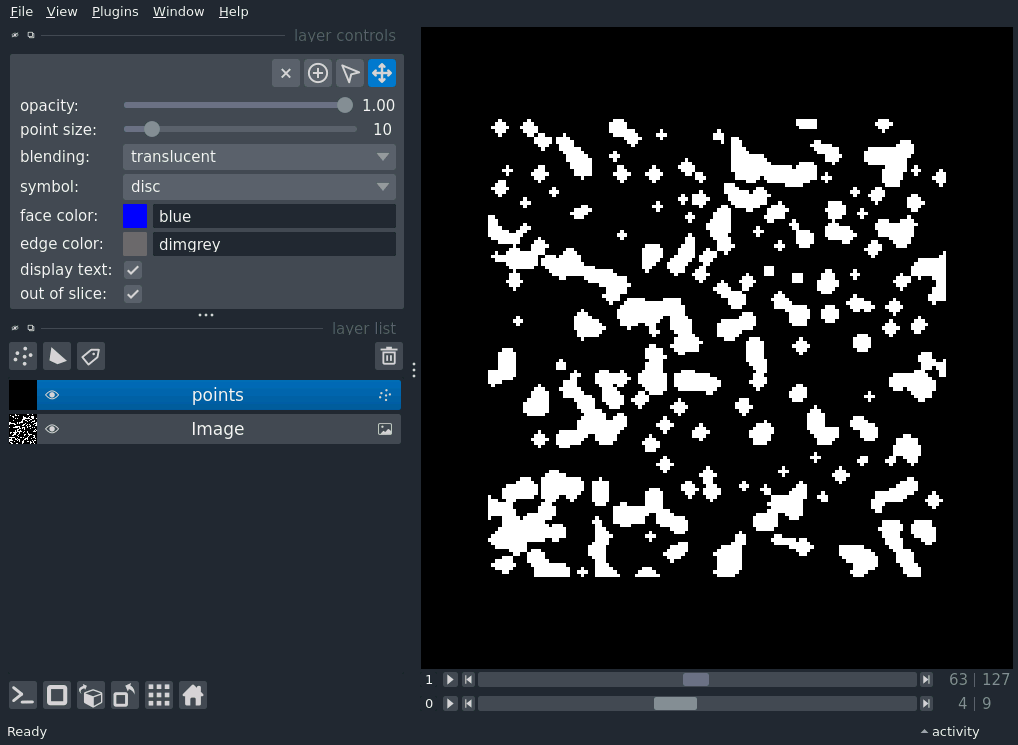 File View Plugins Window Help
layer controls
opacity: 1.00
point size: 10
blending: translucent
symbol: disc
face color: blue
edge color: dimgrey
display text:
out of slice:
layer list
points
Image
1 63 | 127
0 4 | 9
Ready activity